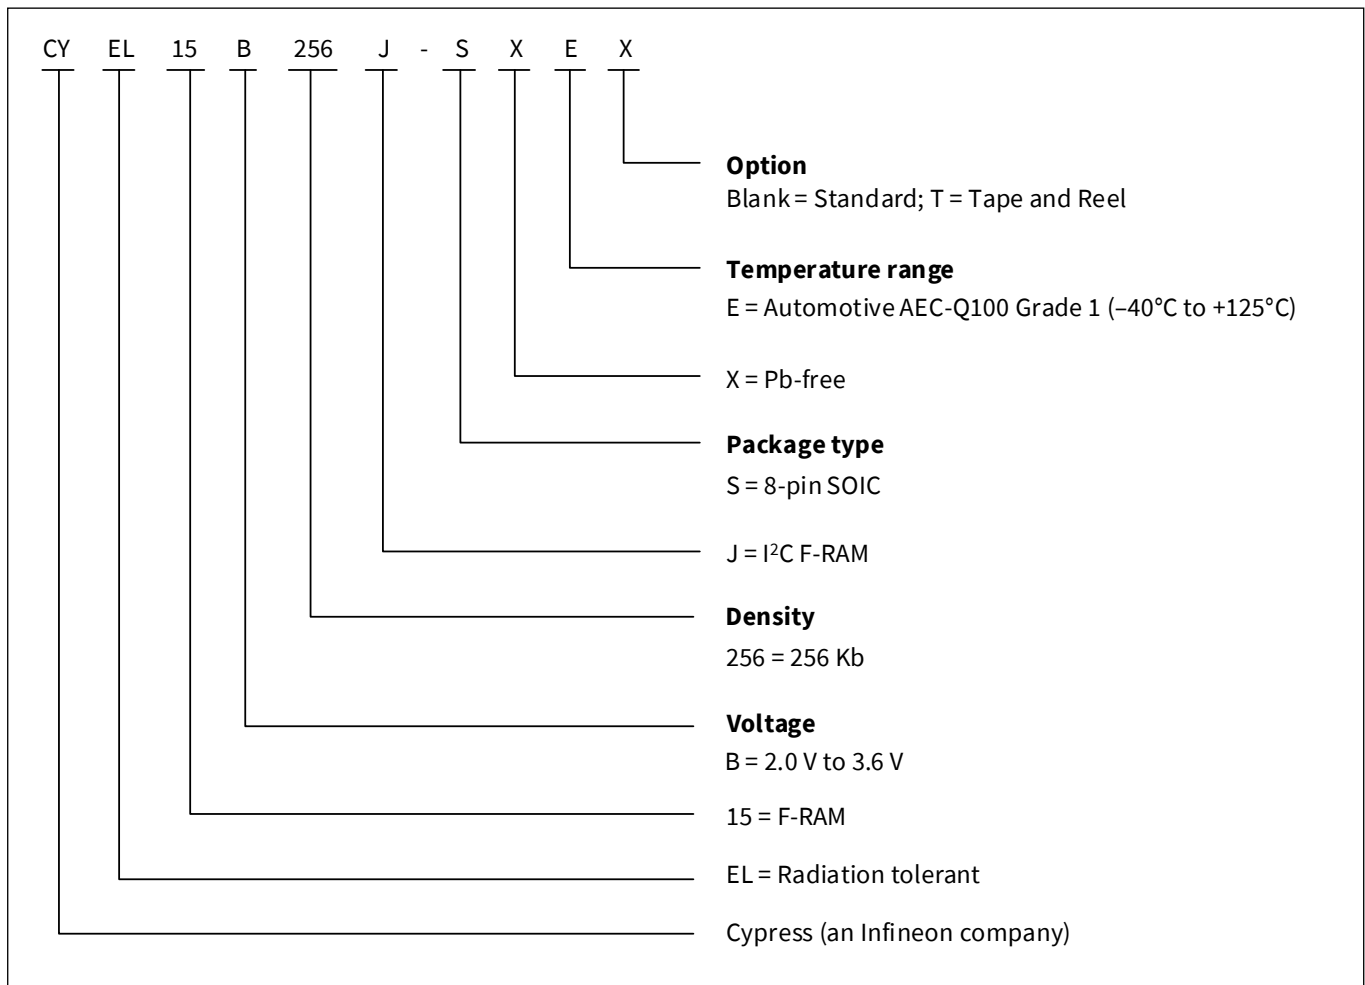 CY EL 15 B 256 J - S X E X
Option
Blank = Standard; T = Tape and Reel
Temperature range
E = Automotive AEC-Q100 Grade 1 (–40°C to +125°C)
X = Pb-free
Package type
S = 8-pin SOIC
J = I²C F-RAM
Density
256 = 256 Kb
Voltage
B = 2.0 V to 3.6 V
15 = F-RAM
EL = Radiation tolerant
Cypress (an Infineon company)